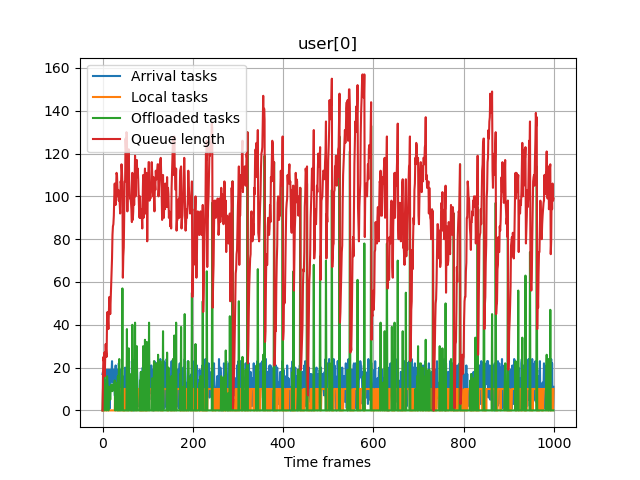 user[0]
160
140
120
100
80
60
40
20
0
Arrival tasks
Local tasks
Offloaded tasks
Queue length
0 200 400 600 800 1000
Time frames